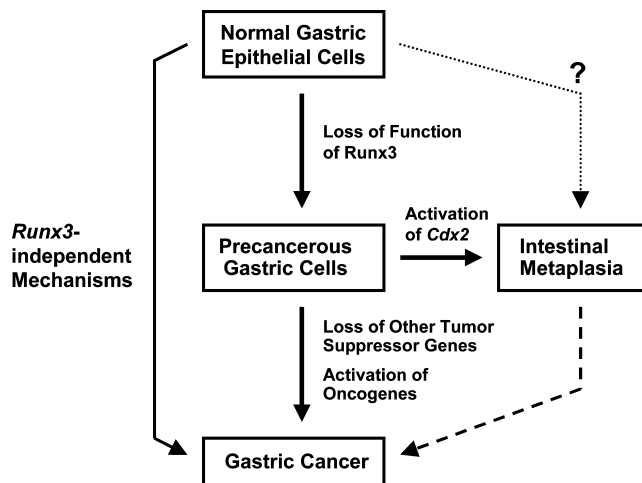 Normal Gastric
Epithelial Cells
?
Loss of Function
of Runx3
Runx3-
independent
Mechanisms
Activation
of Cdx2
Precancerous
Gastric Cells
Intestinal
Metaplasia
Loss of Other Tumor
Suppressor Genes
Activation of
Oncogenes
Gastric Cancer